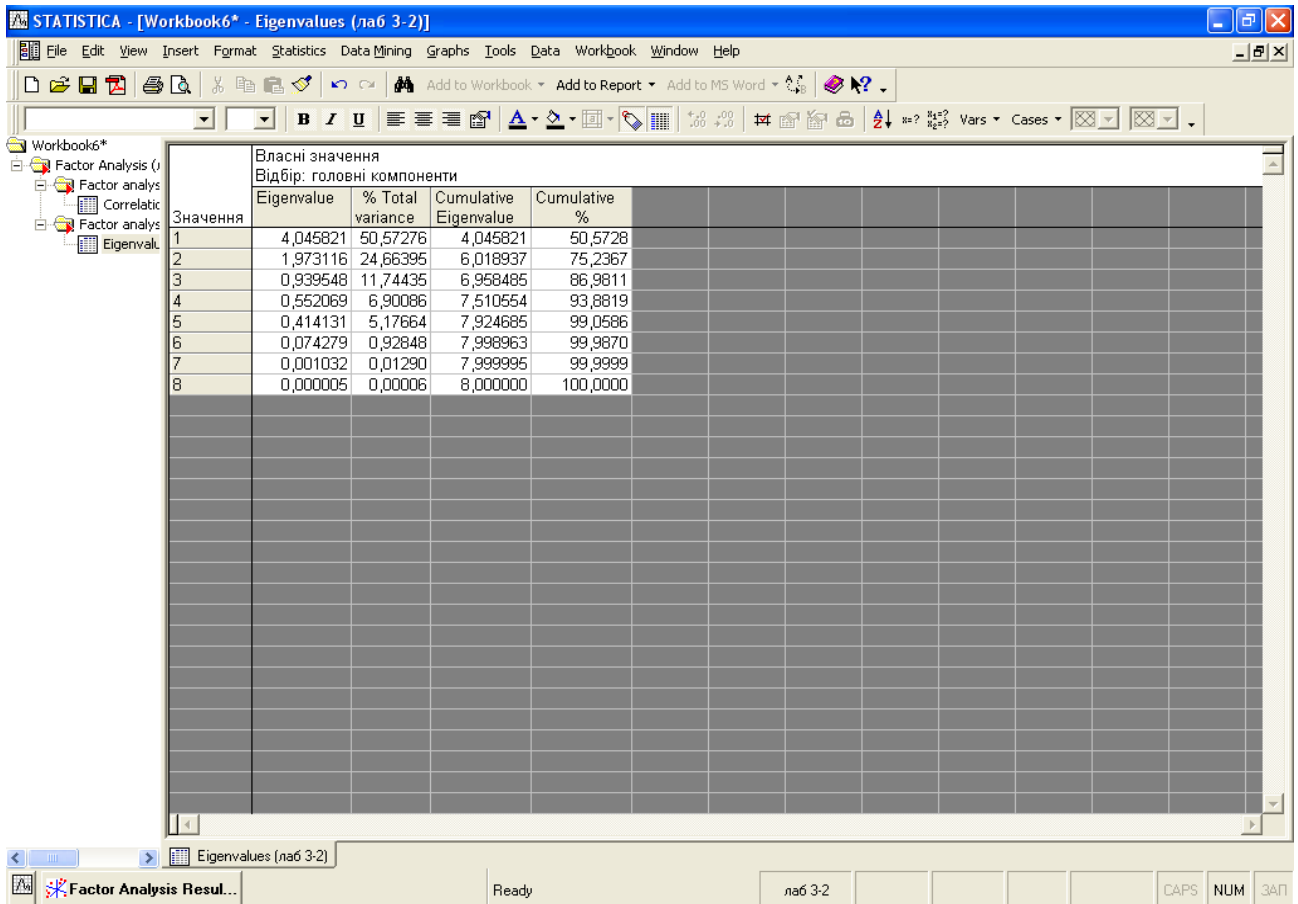 STATISTICA - [Workbook6* - Eigenvalues (лаб 3-2)]
File Edit View Insert Format Statistics Data Mining Graphs Tools Data Workbook Window Help
Add to Workbook Add to Report Add to MS Word
B I U Vars Cases
Workbook6*
Factor Analysis (л
Factor analys
Correlatic
Factor analys
Eigenvalu
Власні значення
Відбір: головні компоненти
Значення Eigenvalue % Total variance Cumulative Eigenvalue Cumulative %
1 4,045821 50,57276 4,045821 50,5728
2 1,973116 24,66395 6,018937 75,2367
3 0,939548 11,74435 6,958485 86,9811
4 0,552069 6,90086 7,510554 93,8819
5 0,414131 5,17664 7,924685 99,0586
6 0,074279 0,92848 7,998963 99,9870
7 0,001032 0,01290 7,999995 99,9999
8 0,000005 0,00006 8,000000 100,0000
Eigenvalues (лаб 3-2)
Factor Analysis Resul... Ready лаб 3-2 CAPS NUM ЗАП